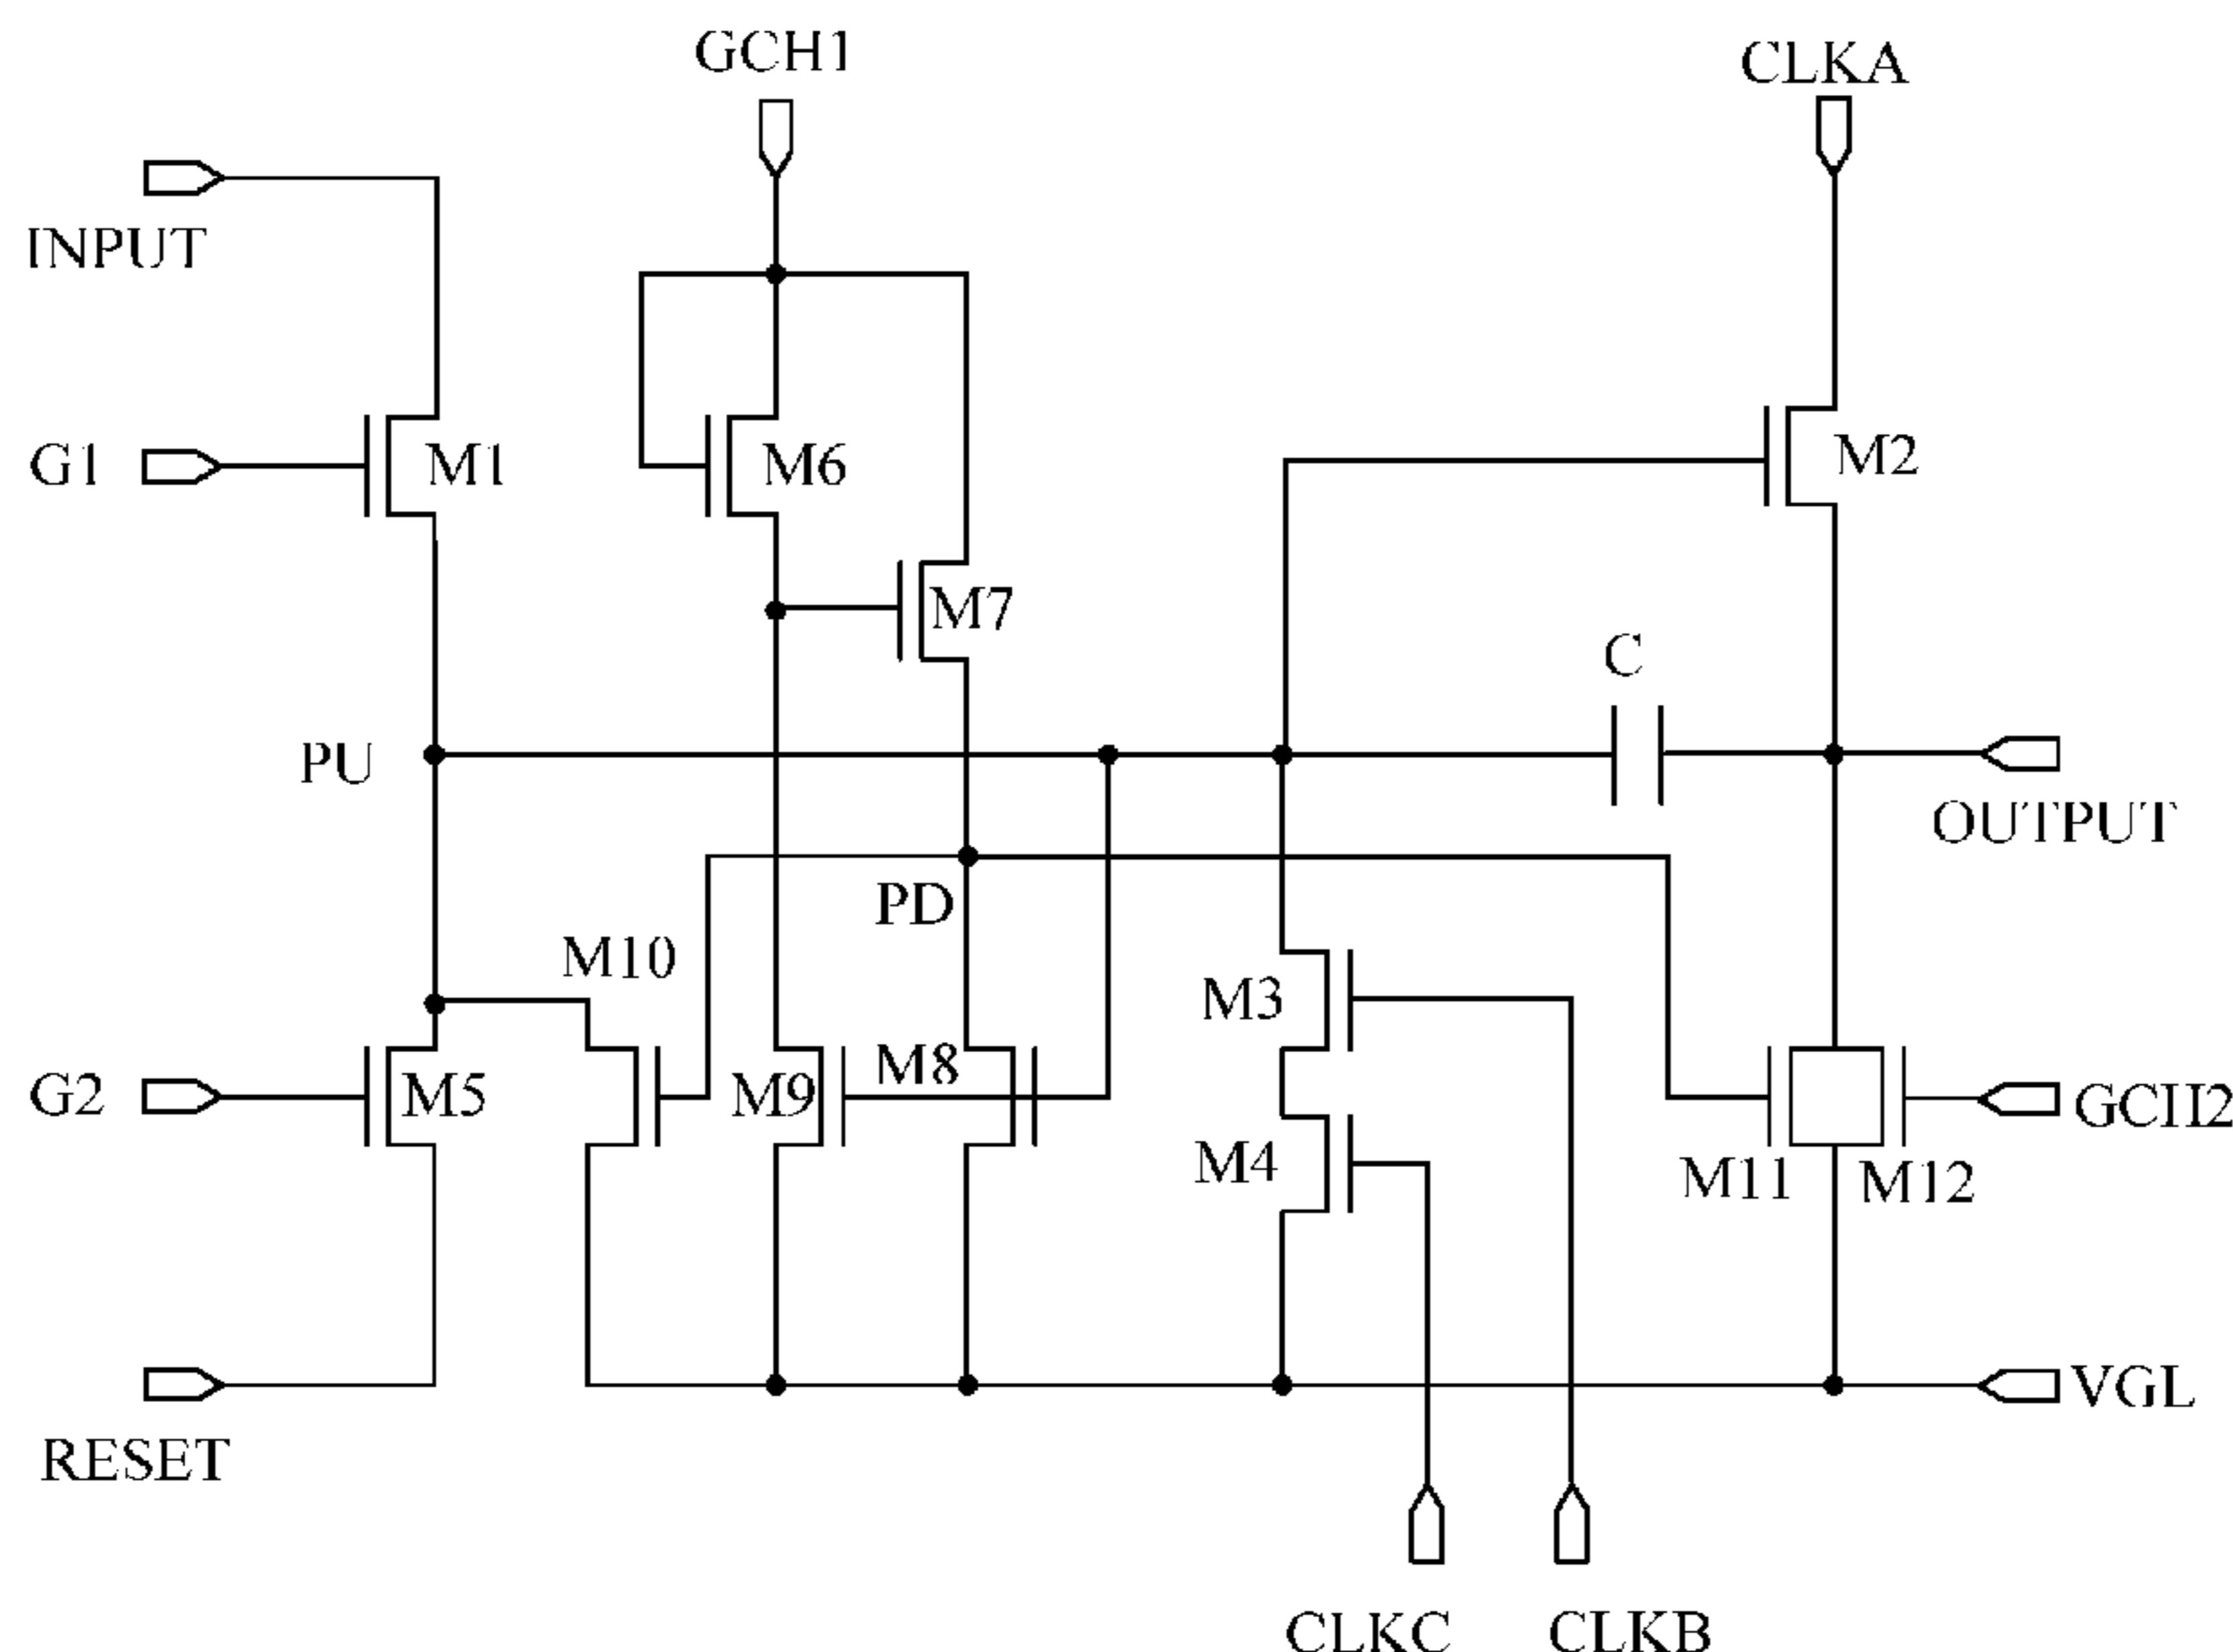 GCH1
CLKA
INPUT
G1
M1
M6
M2
M7
C
PU
OUTPUT
PD
M10
M3
M8
G2
M5
M9
GCH2
M4
M11
M12
VGL
RESET
CLKC
CLKB